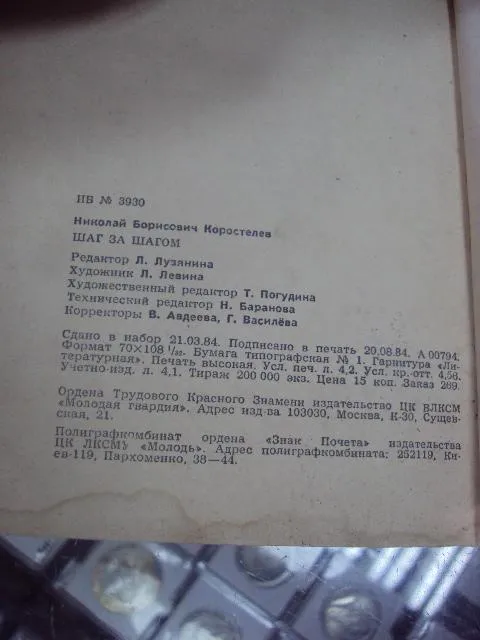 ИБ № 3930
Николай Борисович Коростелев
ШАГ ЗА ШАГОМ
Редактор Л. Лузянина
Художник Л. Левина
Художественный редактор Т. Погудина
Технический редактор Н. Баранова
Корректоры В. Авдеева, Г. Василёва
Сдано в набор 21.03.84. Подписано в печать 20.08.84. А 00794.
Формат 70×108 1/32. Бумага типографская № 1. Гарнитура «Ли-
тературная». Печать высокая. Усл. печ. л. 4,2. Усл. кр.-отт. 4,58.
Учетно-изд. л. 4,1. Тираж 200 000 экз. Цена 15 коп. Заказ 269.
Ордена Трудового Красного Знамени издательство ЦК ВЛКСМ
«Молодая гвардия». Адрес изд-ва 103030, Москва, К-30, Сущев-
ская, 21.
Полиграфкомбинат ордена «Знак Почета» издательства
ЦК ЛКСМУ «Молодь». Адрес полиграфкомбината: 252119, Ки-
ев-119, Пархоменко, 38—44.